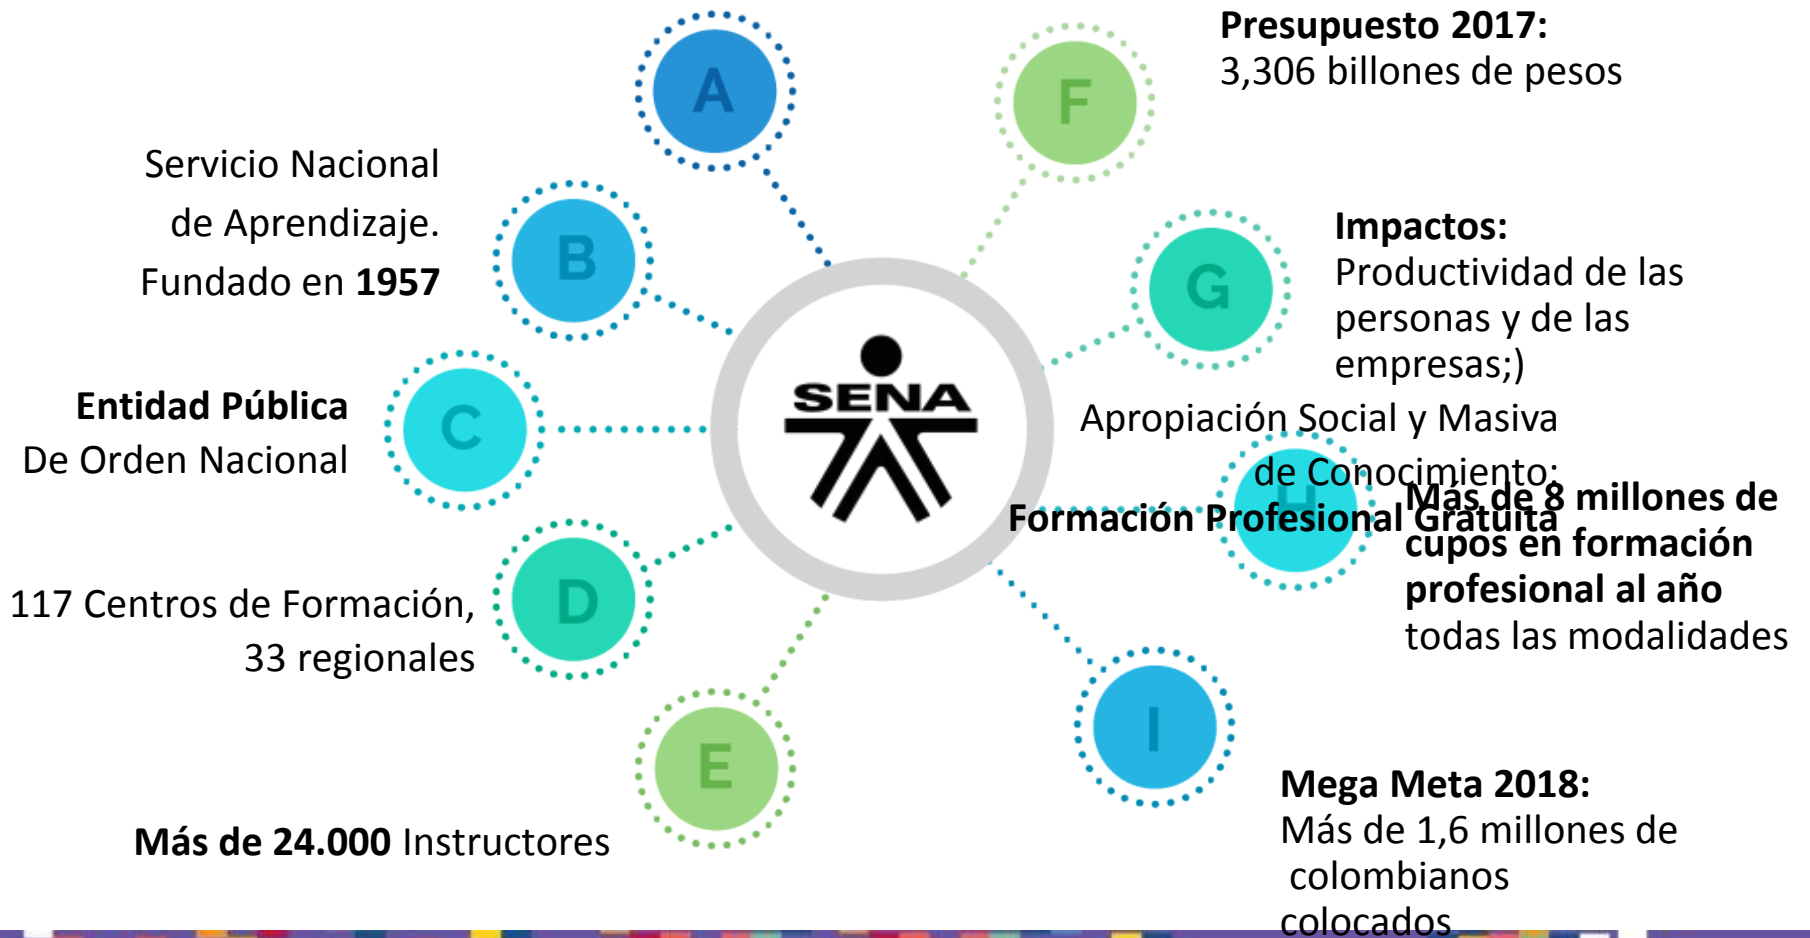 A
F
Presupuesto 2017:
3,306 billones de pesos
Servicio Nacional
de Aprendizaje.
Fundado en 1957
B
G
Impactos:
Productividad de las
personas y de las
empresas;)
Entidad Pública
De Orden Nacional
C
SENA
Apropiación Social y Masiva
de Conocimiento:
Formación Profesional Gratuita
H
Más de 8 millones de
cupos en formación
profesional al año
todas las modalidades
117 Centros de Formación,
33 regionales
D
E
I
Más de 24.000 Instructores
Mega Meta 2018:
Más de 1,6 millones de
colombianos
colocados